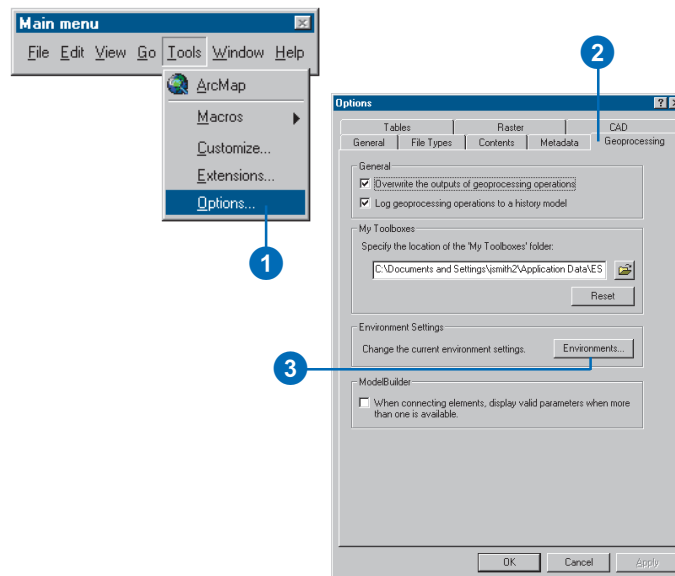 Main menu
File Edit View Go Tools Window Help
ArcMap
Macros
Customize...
Extensions...
Options...
1
2
Options
Tables Raster CAD
General File Types Contents Metadata Geoprocessing
General
Overwrite the outputs of geoprocessing operations
Log geoprocessing operations to a history model
My Toolboxes
Specify the location of the 'My Toolboxes' folder:
C:\Documents and Settings\jsmith2\Application Data\ES
Reset
Environment Settings
Change the current environment settings. Environments...
3
ModelBuilder
When connecting elements, display valid parameters when more
than one is available.
OK Cancel Apply